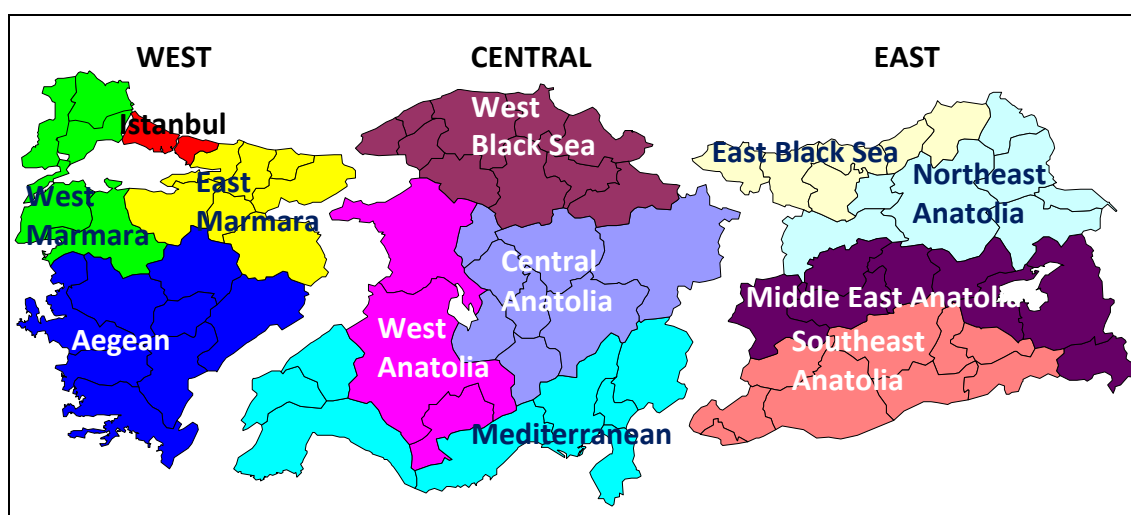 WEST
CENTRAL
EAST
Istanbul
West
Marmara
East
Marmara
Aegean
West
Black Sea
Central
Anatolia
West
Anatolia
Mediterranean
East Black Sea
Northeast
Anatolia
Middle East Anatolia
Southeast
Anatolia